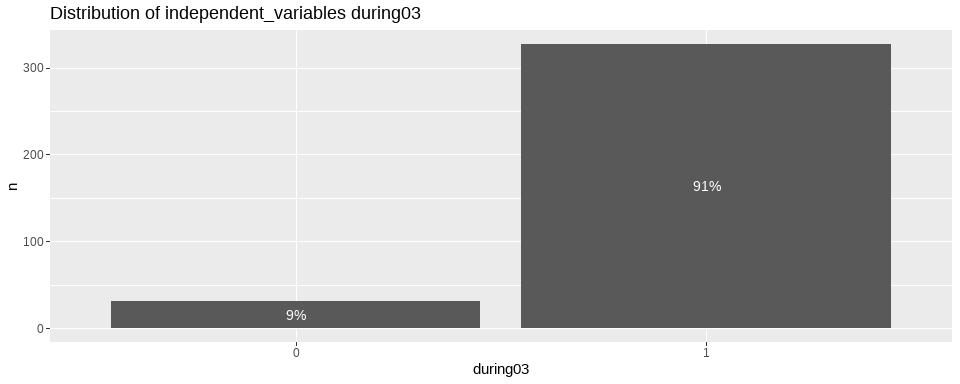 Distribution of independent_variables during03
300
200
100
0
n
91%
9%
0
1
during03